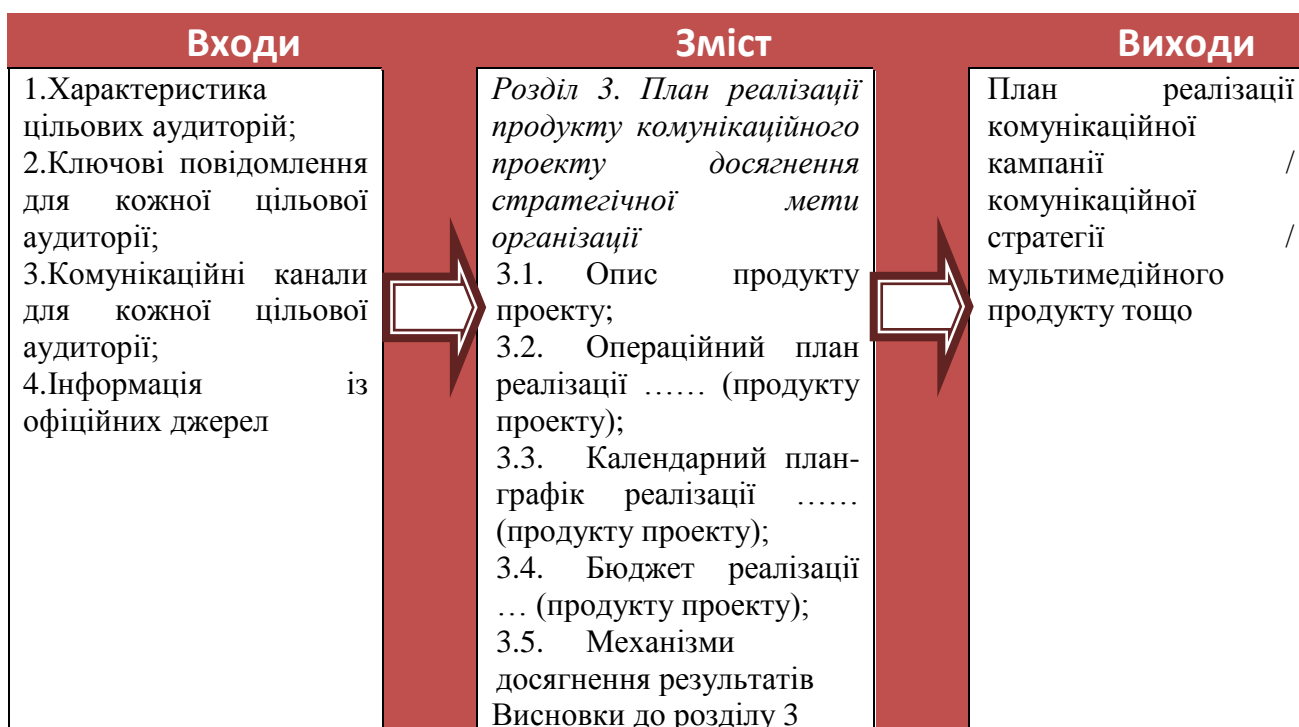 Входи
1.Характеристика
цільових аудиторій;
2.Ключові повідомлення
для кожної цільової
аудиторії;
3.Комунікаційні канали
для кожної цільової
аудиторії;
4.Інформація із
офіційних джерел
Зміст
Розділ 3. План реалізації
продукту комунікаційного
проекту досягнення
стратегічної мети
організації
3.1. Опис продукту
проекту;
3.2. Операційний план
реалізації …… (продукту
проекту);
3.3. Календарний план-
графік реалізації ……
(продукту проекту);
3.4. Бюджет реалізації
… (продукту проекту);
3.5. Механізми
досягнення результатів
Висновки до розділу 3
Виходи
План реалізації
комунікаційної
кампанії /
комунікаційної
стратегії /
мультимедійного
продукту тощо